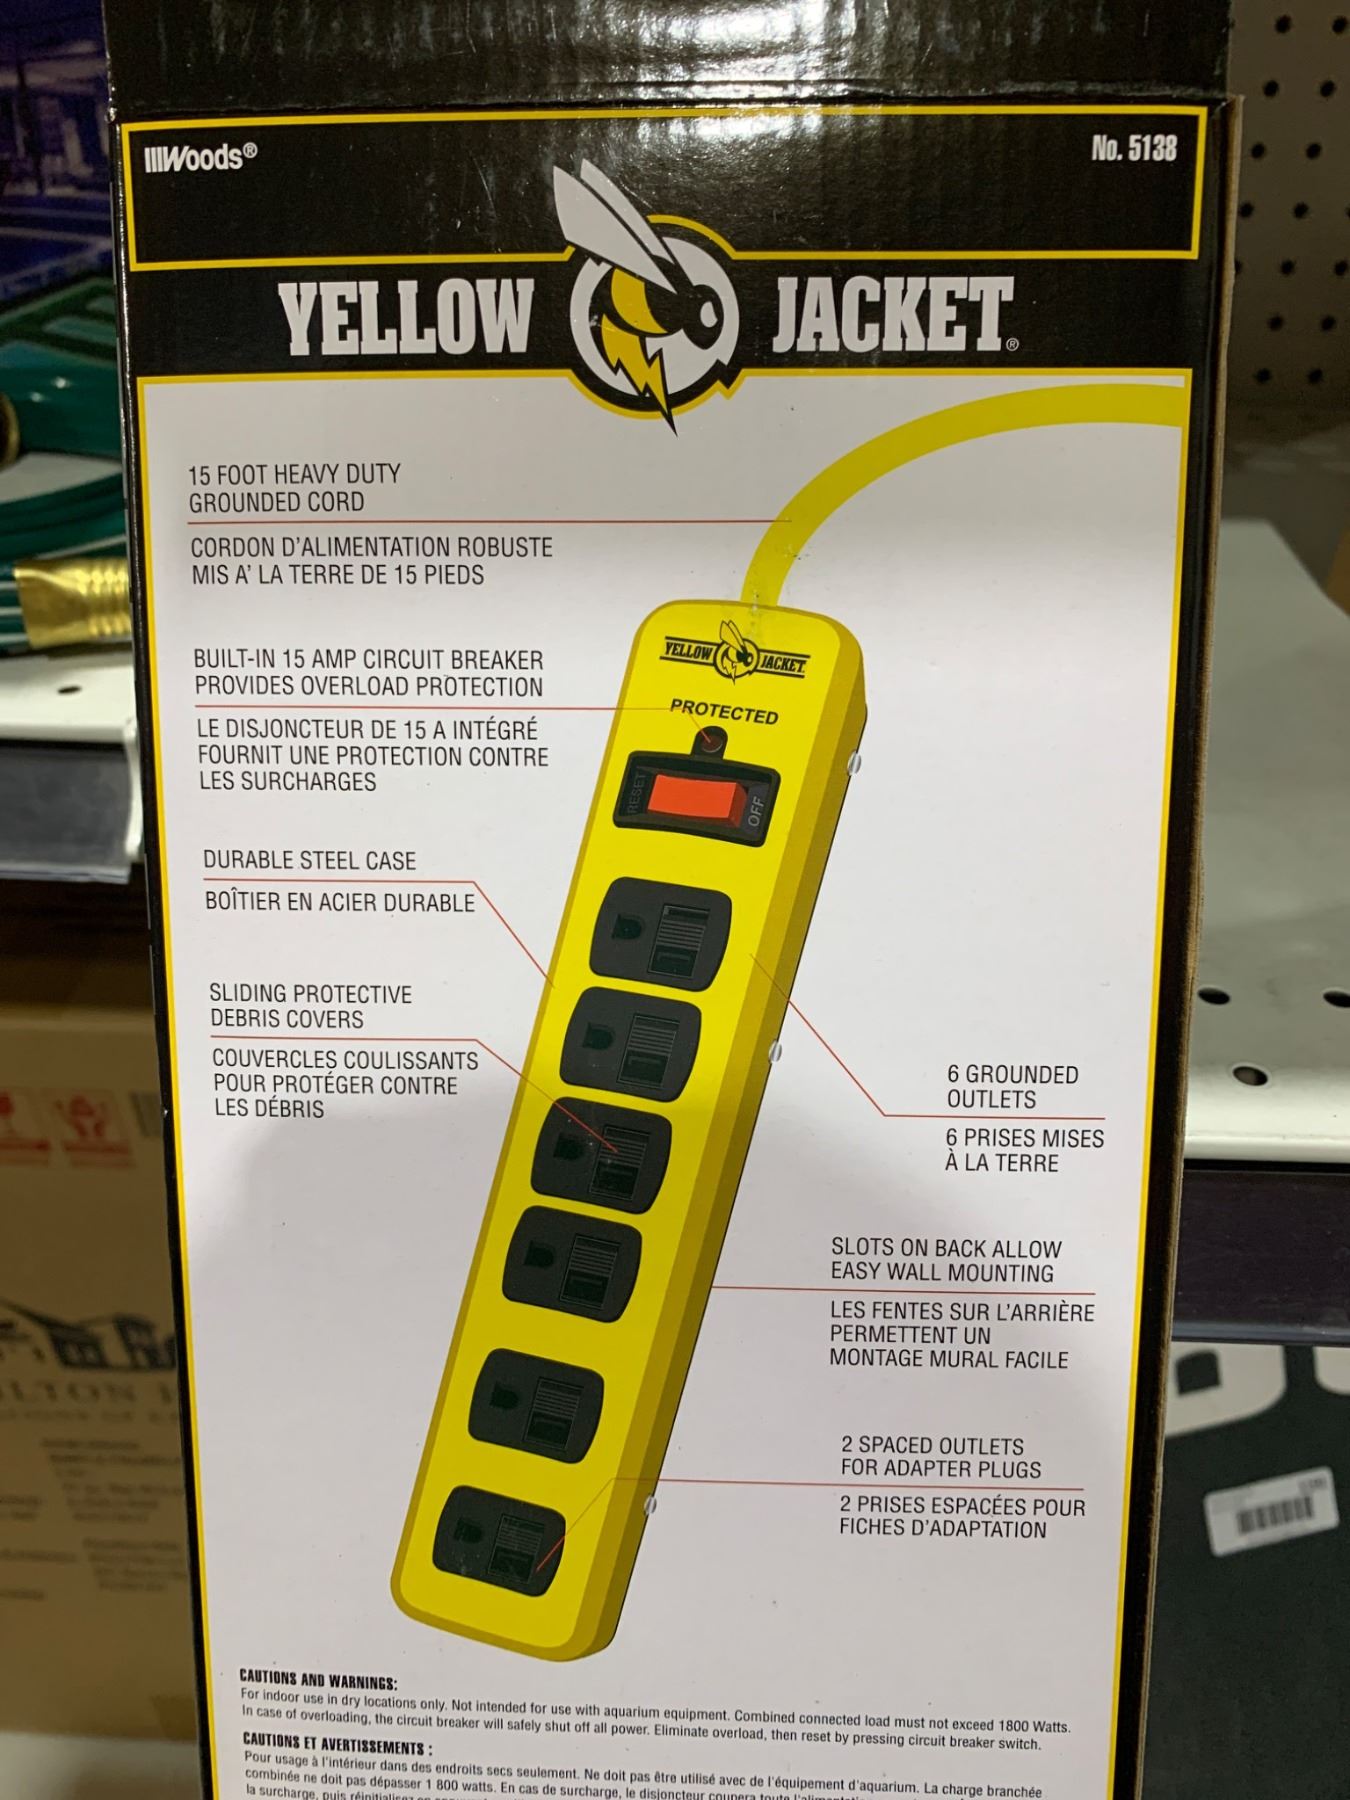 Woods®
No. 5138
YELLOW JACKET®
15 FOOT HEAVY DUTY
GROUNDED CORD
CORDON D'ALIMENTATION ROBUSTE
MIS A' LA TERRE DE 15 PIEDS
BUILT-IN 15 AMP CIRCUIT BREAKER
PROVIDES OVERLOAD PROTECTION
LE DISJONCTEUR DE 15 A INTÉGRÉ
FOURNIT UNE PROTECTION CONTRE
LES SURCHARGES
YELLOW JACKET
PROTECTED
RESET
OFF
DURABLE STEEL CASE
BOÎTIER EN ACIER DURABLE
SLIDING PROTECTIVE
DEBRIS COVERS
COUVERCLES COULISSANTS
POUR PROTÉGER CONTRE
LES DÉBRIS
6 GROUNDED
OUTLETS
6 PRISES MISES
À LA TERRE
SLOTS ON BACK ALLOW
EASY WALL MOUNTING
LES FENTES SUR L'ARRIÈRE
PERMETTENT UN
MONTAGE MURAL FACILE
2 SPACED OUTLETS
FOR ADAPTER PLUGS
2 PRISES ESPACÉES POUR
FICHES D'ADAPTATION
CAUTIONS AND WARNINGS:
For indoor use in dry locations only. Not intended for use with aquarium equipment. Combined connected load must not exceed 1800 Watts.
In case of overloading, the circuit breaker will safely shut off all power. Eliminate overload, then reset by pressing circuit breaker switch.
CAUTIONS ET AVERTISSEMENTS :
Pour usage à l'intérieur dans des endroits secs seulement. Ne doit pas être utilisé avec de l'équipement d'aquarium. La charge branchée
combinée ne doit pas dépasser 1 800 watts. En cas de surcharge, le disjoncteur coupera toute
la surcharge, puis